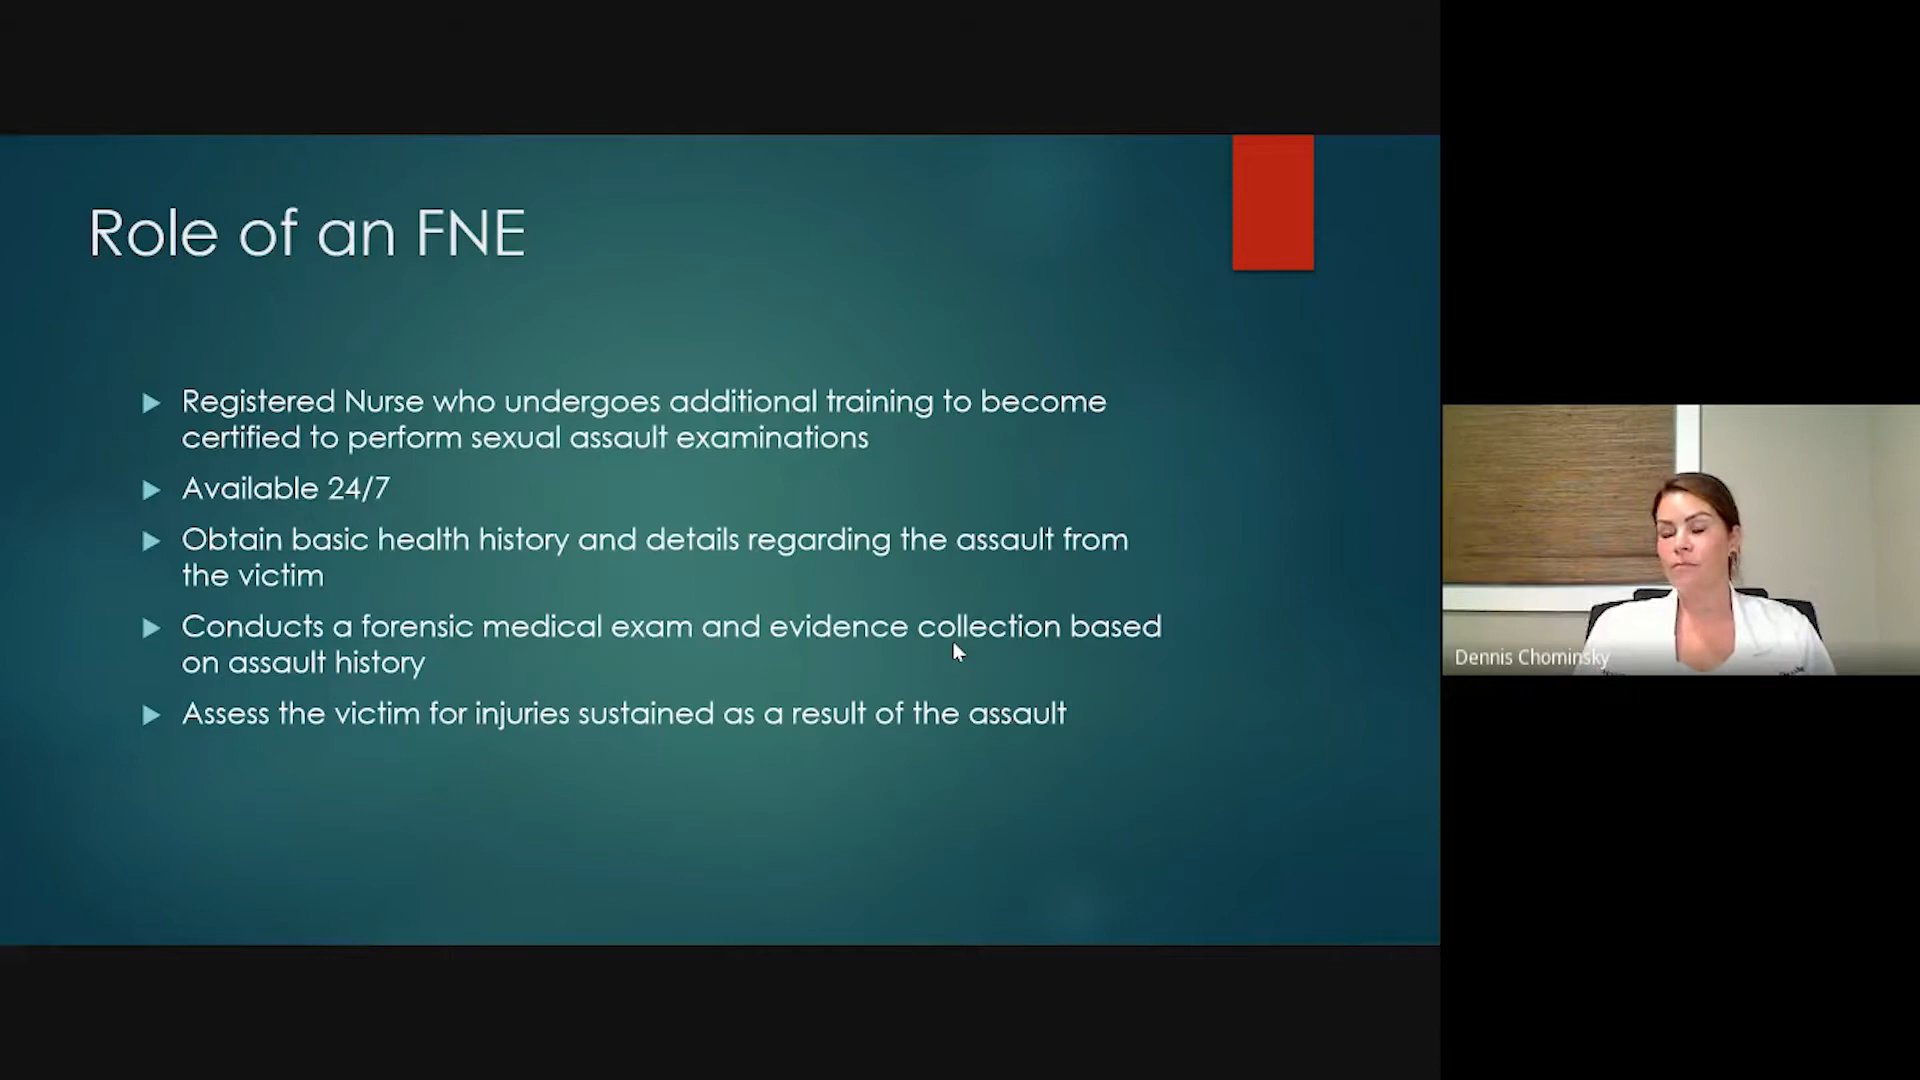 Role of an FNE
Registered Nurse who undergoes additional training to become
certified to perform sexual assault examinations
Available 24/7
Obtain basic health history and details regarding the assault from
the victim
Conducts a forensic medical exam and evidence collection based
on assault history
Assess the victim for injuries sustained as a result of the assault
Dennis Chominsky